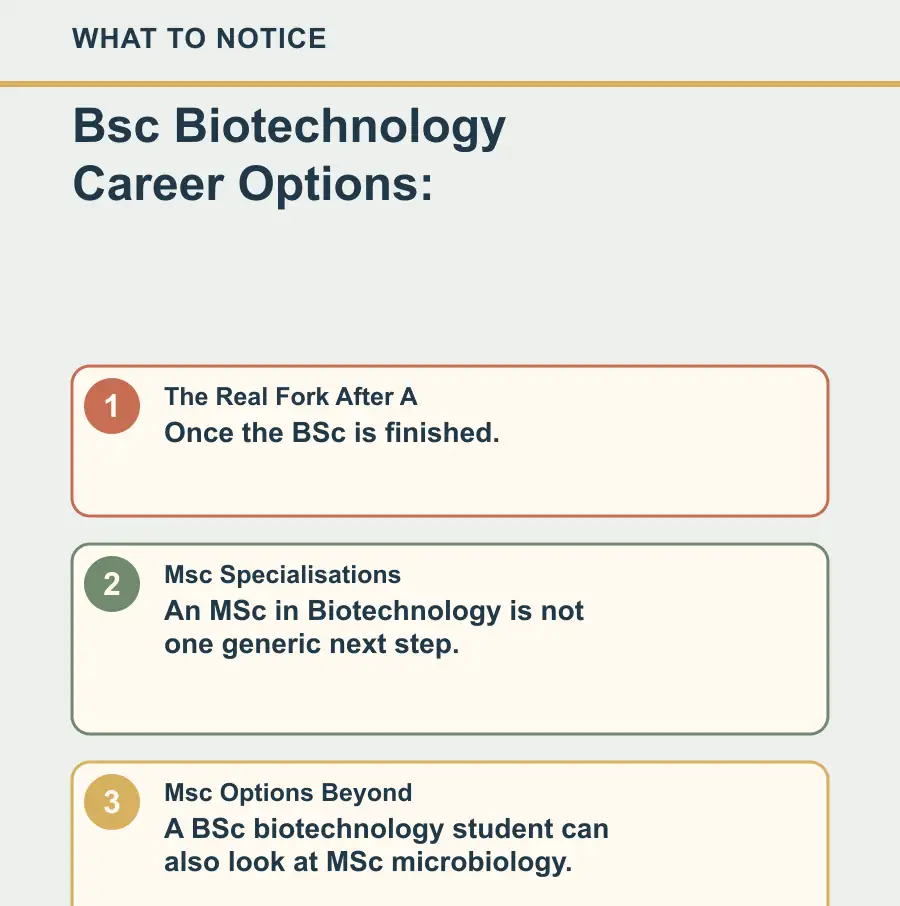 WHAT TO NOTICE
Bsc Biotechnology
Career Options:
1
The Real Fork After A
Once the BSc is finished.
2
Msc Specialisations
An MSc in Biotechnology is not
one generic next step.
3
Msc Options Beyond
A BSc biotechnology student can
also look at MSc microbiology.